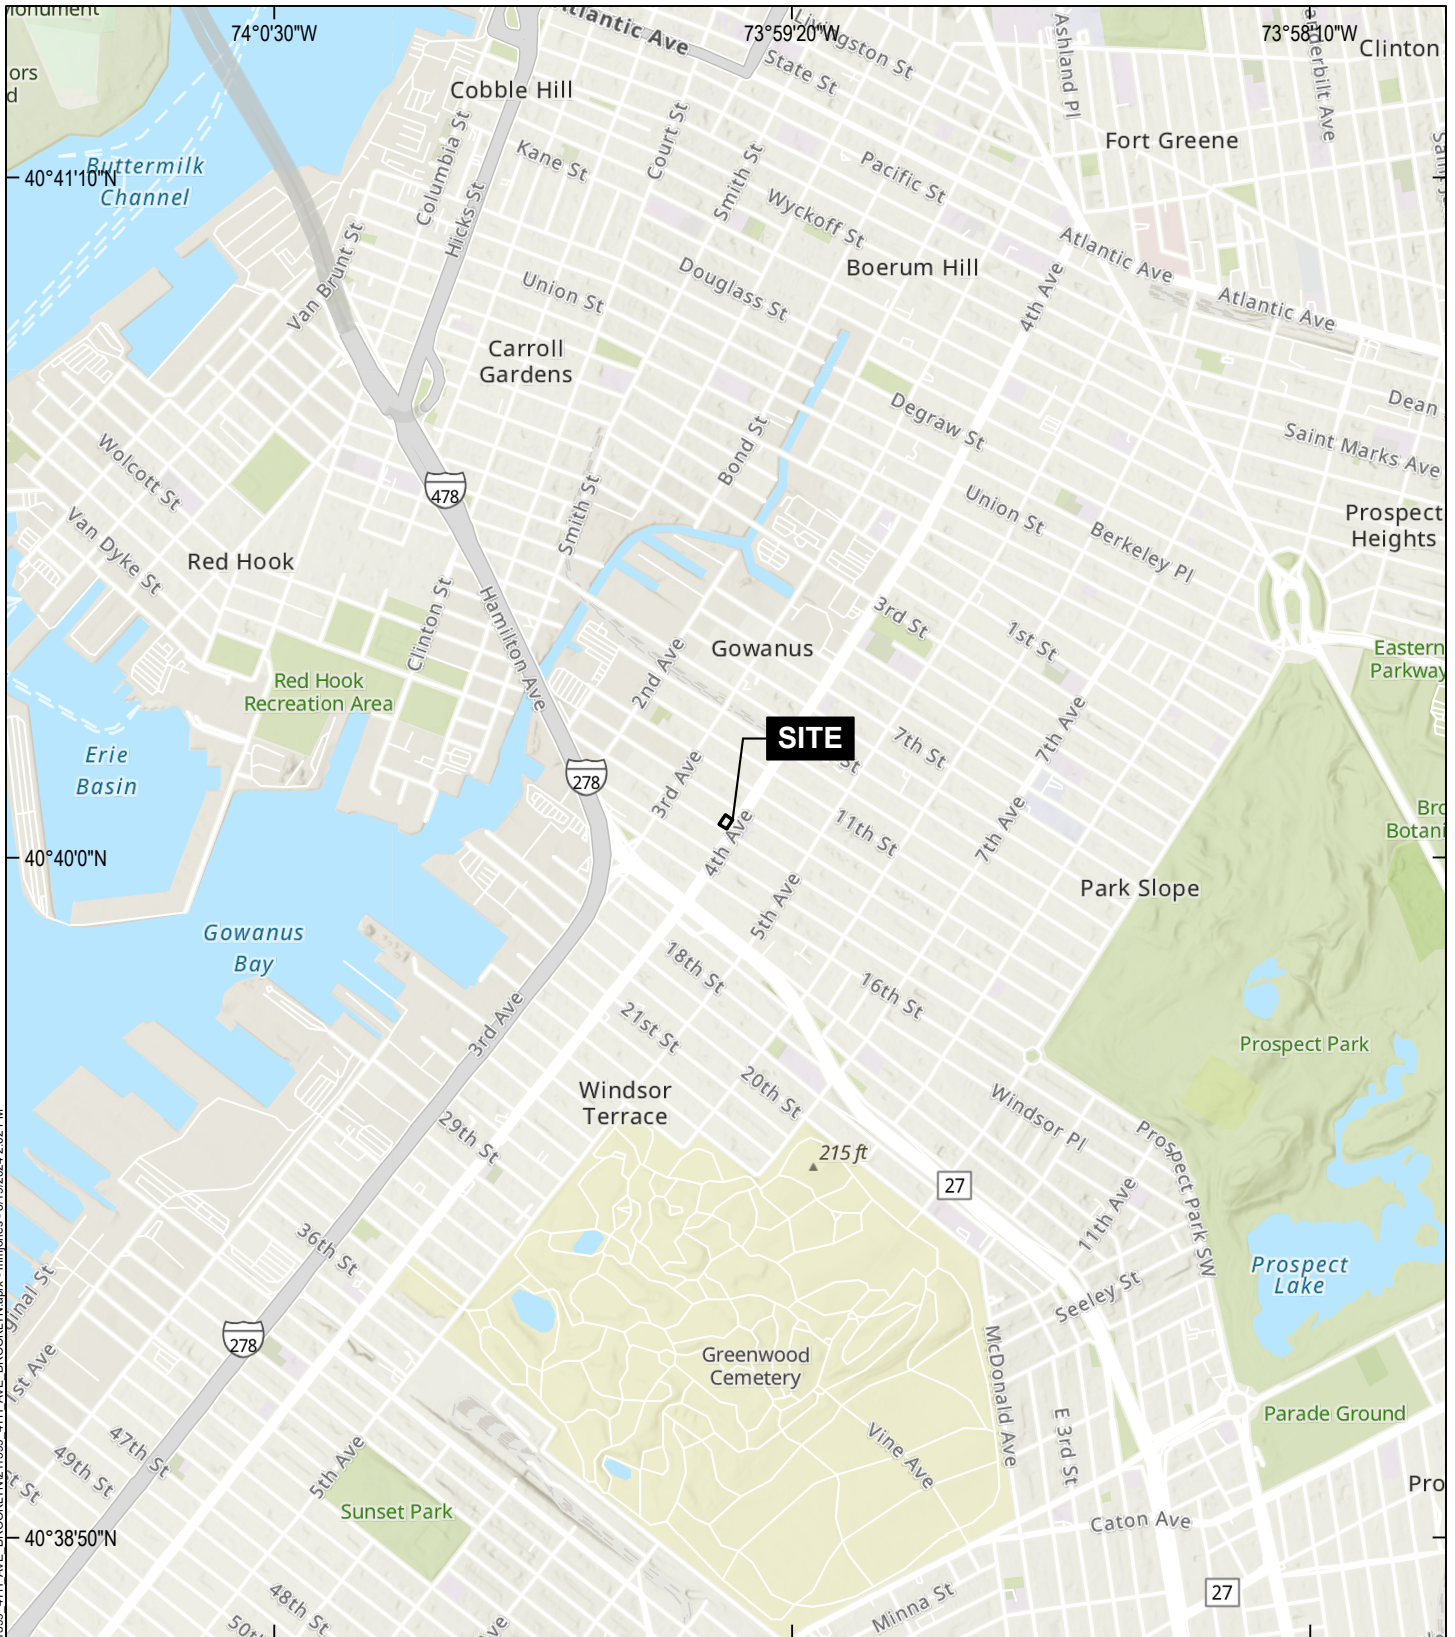 74°0'30"W
73°59'20"W
73°58'10"W
Atlantic Ave
Livingston St
State St
Ashland Pl
Clinton
Cobble Hill
Fort Greene
Columbia St
Court St
Kane St
Smith St
Pacific St
Buttermilk
Channel
40°41'10"N
Hicks St
Wyckoff St
Van Brunt St
Atlantic Ave
Boerum Hill
4th Ave
Union St
Douglass St
Atlantic Ave
Carroll
Gardens
Dean
Degraw St
Saint Marks Ave
Bond St
Wolcott St
478
Smith St
Union St
Prospect
Heights
Van Dyke St
Berkeley Pl
Red Hook
Clinton St
Hamilton Ave
3rd St
1st St
Gowanus
Eastern
Parkway
2nd Ave
Red Hook
Recreation Area
7th Ave
SITE
7th St
St
Erie
Basin
278
3rd Ave
4th Ave
11th St
7th Ave
40°40'0"N
Park Slope
5th Ave
Gowanus
Bay
18th St
16th St
3rd Ave
21st St
Prospect Park
Windsor
Terrace
20th St
Windsor Pl
29th St
215 ft
Prospect Park SW
27
11th Ave
36th St
Prospect
Lake
Seeley St
278
1st Ave
McDonald Ave
Greenwood
Cemetery
E 3rd St
Parade Ground
47th St
49th St
5th Ave
Vine Ave
Sunset Park
Caton Ave
40°38'50"N
48th St
Minna St
27